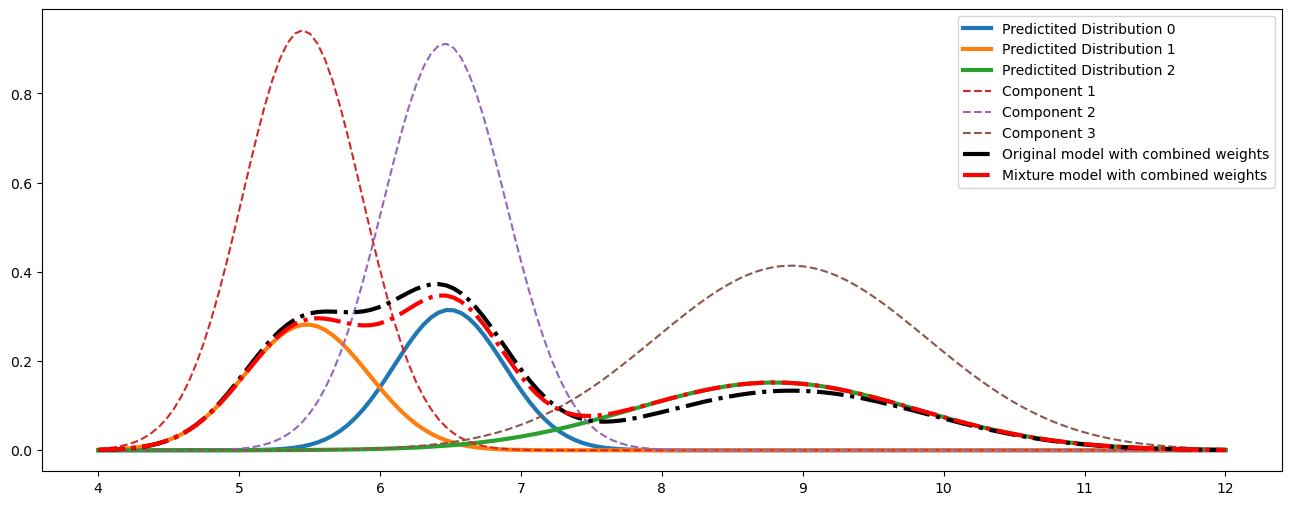 Predictited Distribution 0
Predictited Distribution 1
Predictited Distribution 2
Component 1
Component 2
Component 3
Original model with combined weights
Mixture model with combined weights
0.8
0.6
0.4
0.2
0.0
4 5 6 7 8 9 10 11 12